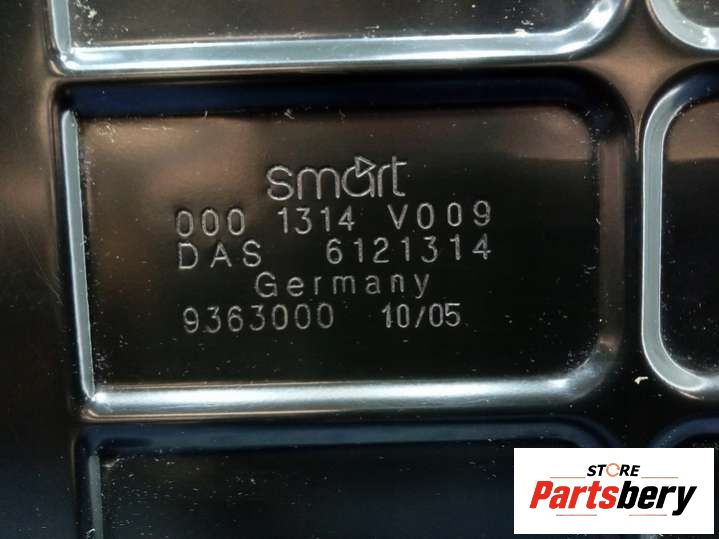 smart
000 1314 V009
DAS 6121314
Germany
9363000 10/05
STORE
Partsbery